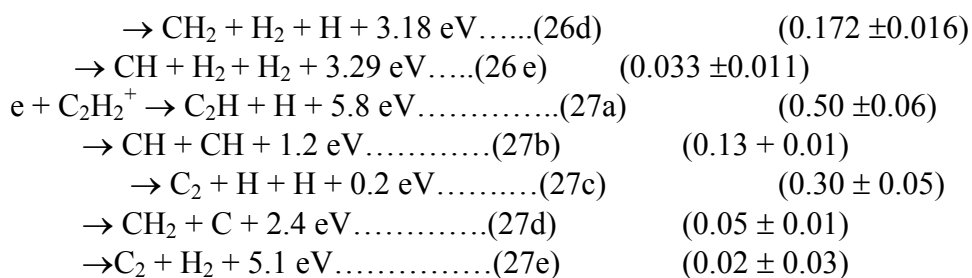 → CH₂ + H₂ + H + 3.18 eV…...(26d) (0.172 ±0.016)
→ CH + H₂ + H₂ + 3.29 eV…..(26 e) (0.033 ±0.011)
e + C₂H₂⁺ → C₂H + H + 5.8 eV…………..(27a) (0.50 ±0.06)
→ CH + CH + 1.2 eV…………(27b) (0.13 + 0.01)
→ C₂ + H + H + 0.2 eV…….…(27c) (0.30 ± 0.05)
→ CH₂ + C + 2.4 eV………….(27d) (0.05 ± 0.01)
→C₂ + H₂ + 5.1 eV……………(27e) (0.02 ± 0.03)